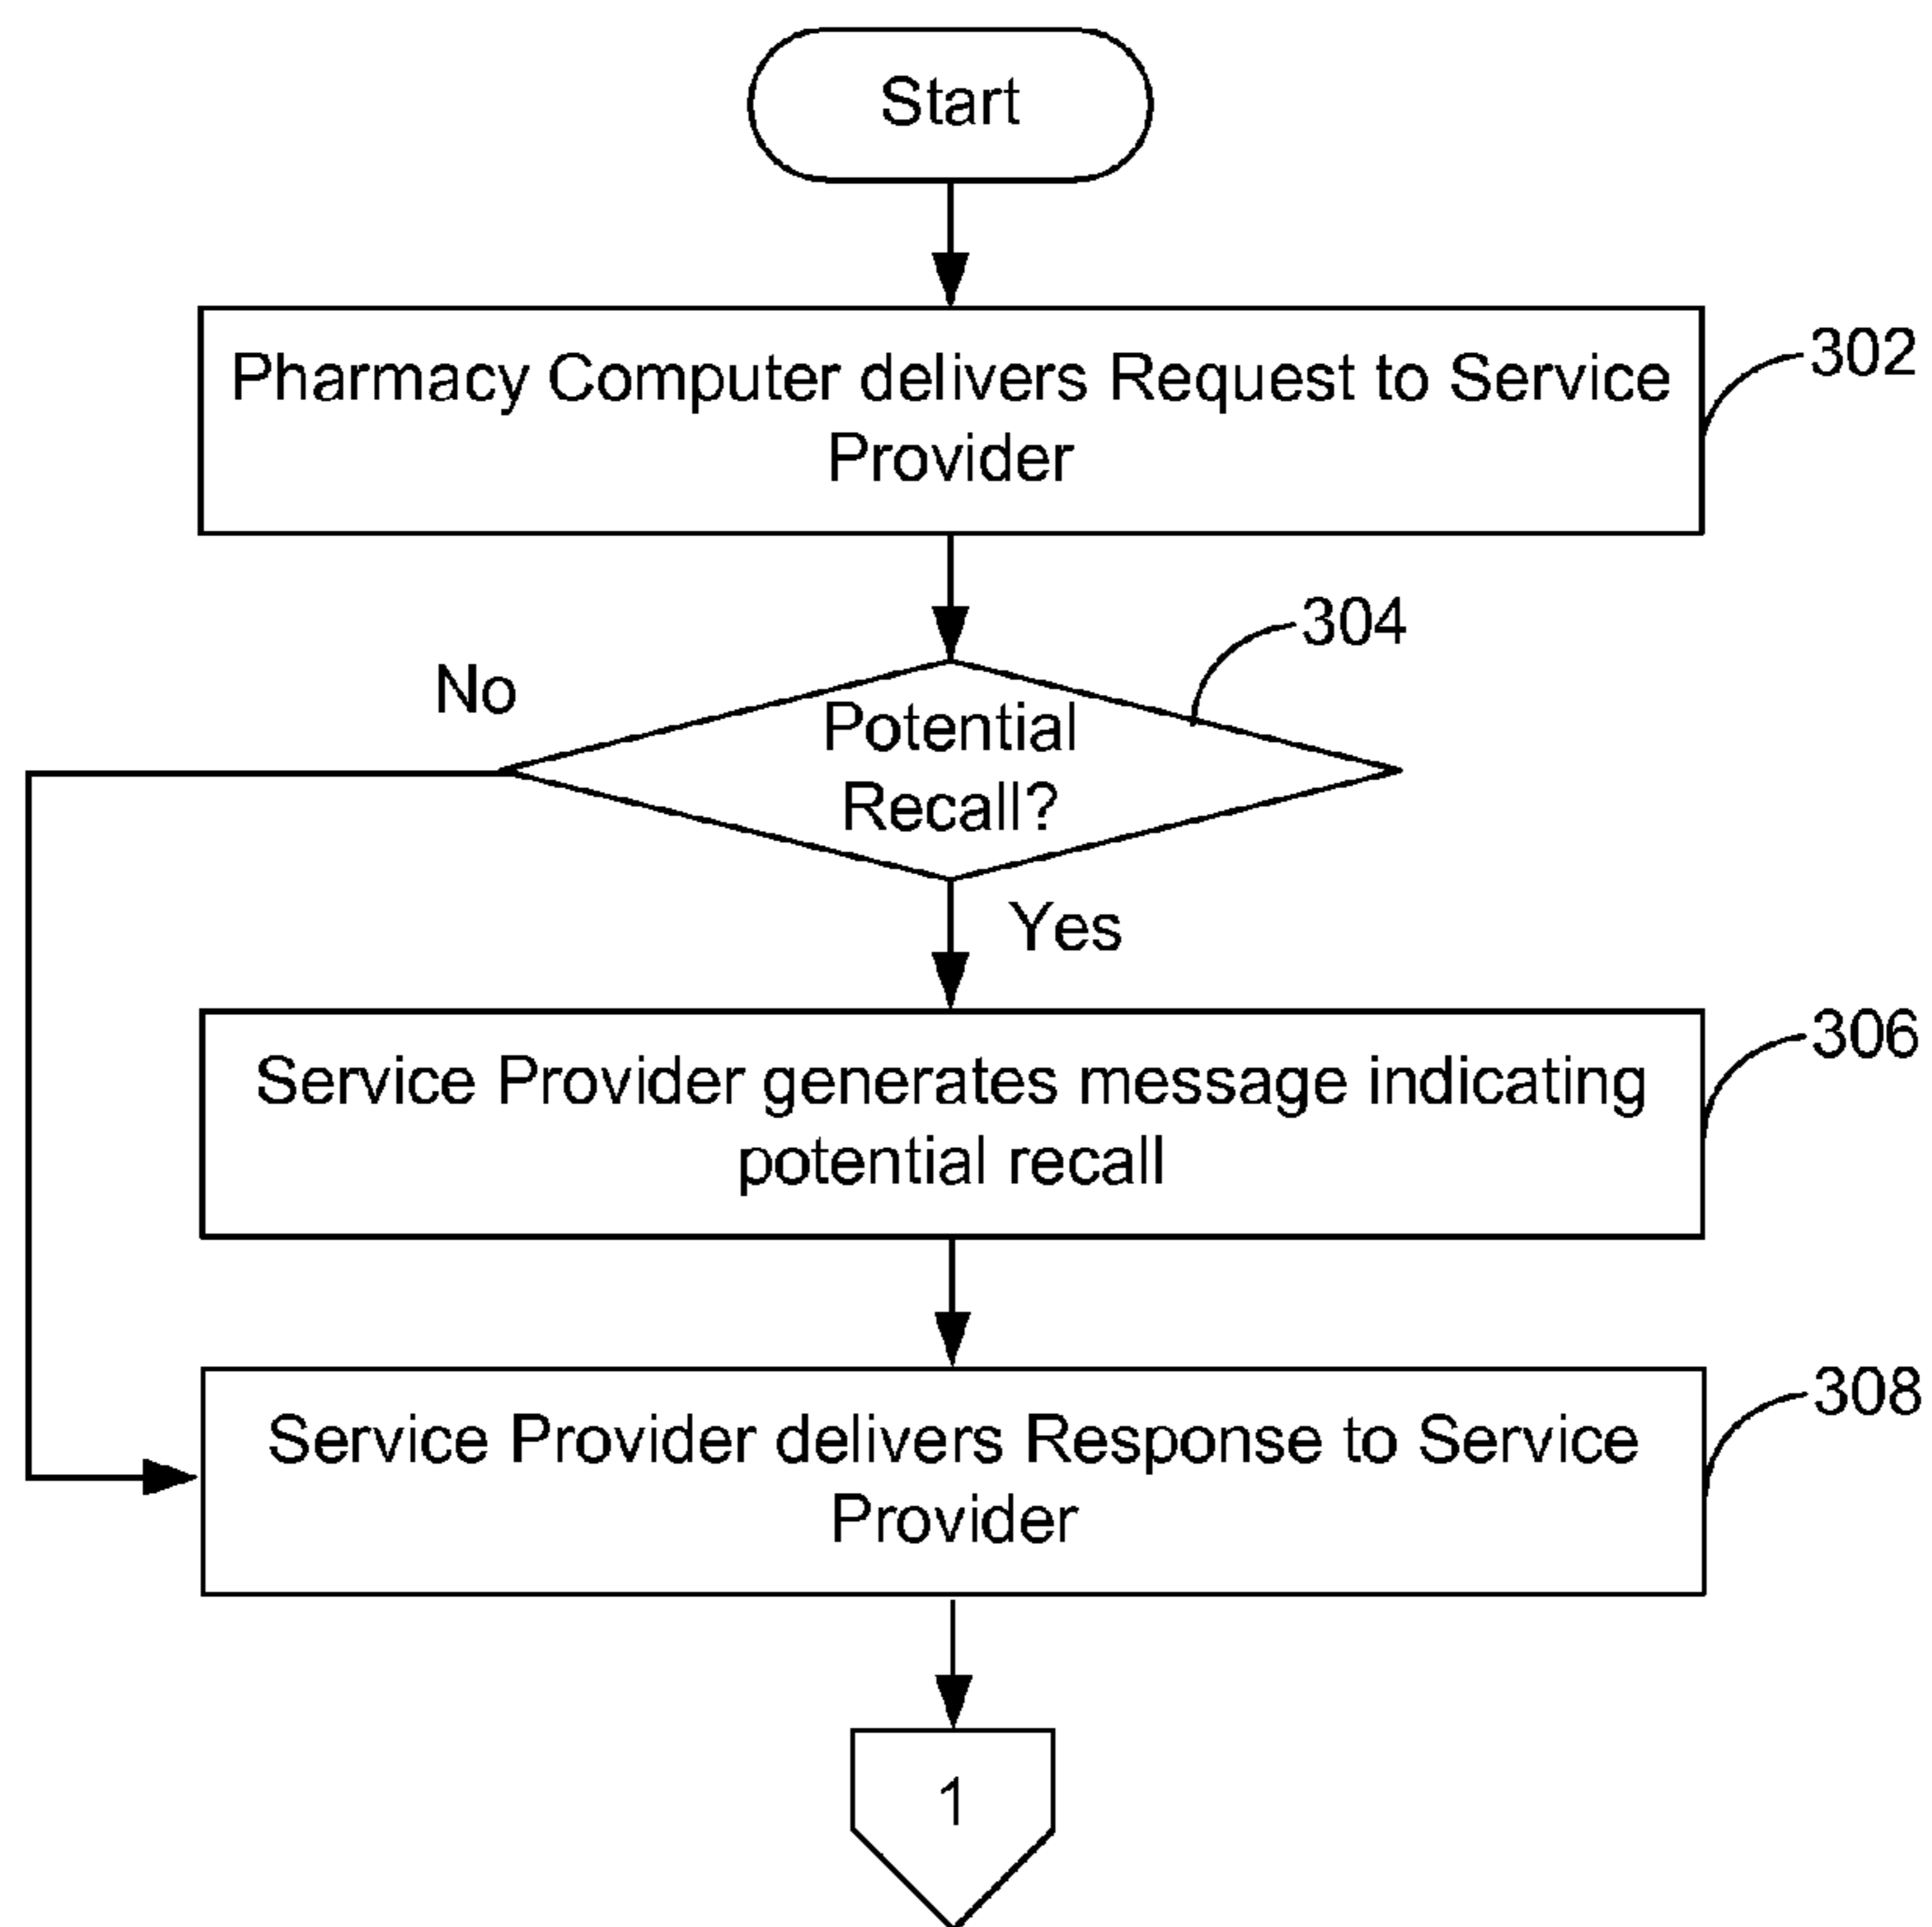 Start
Pharmacy Computer delivers Request to Service
Provider
302
304
No
Potential
Recall?
Yes
Service Provider generates message indicating
potential recall
306
Service Provider delivers Response to Service
Provider
308
1